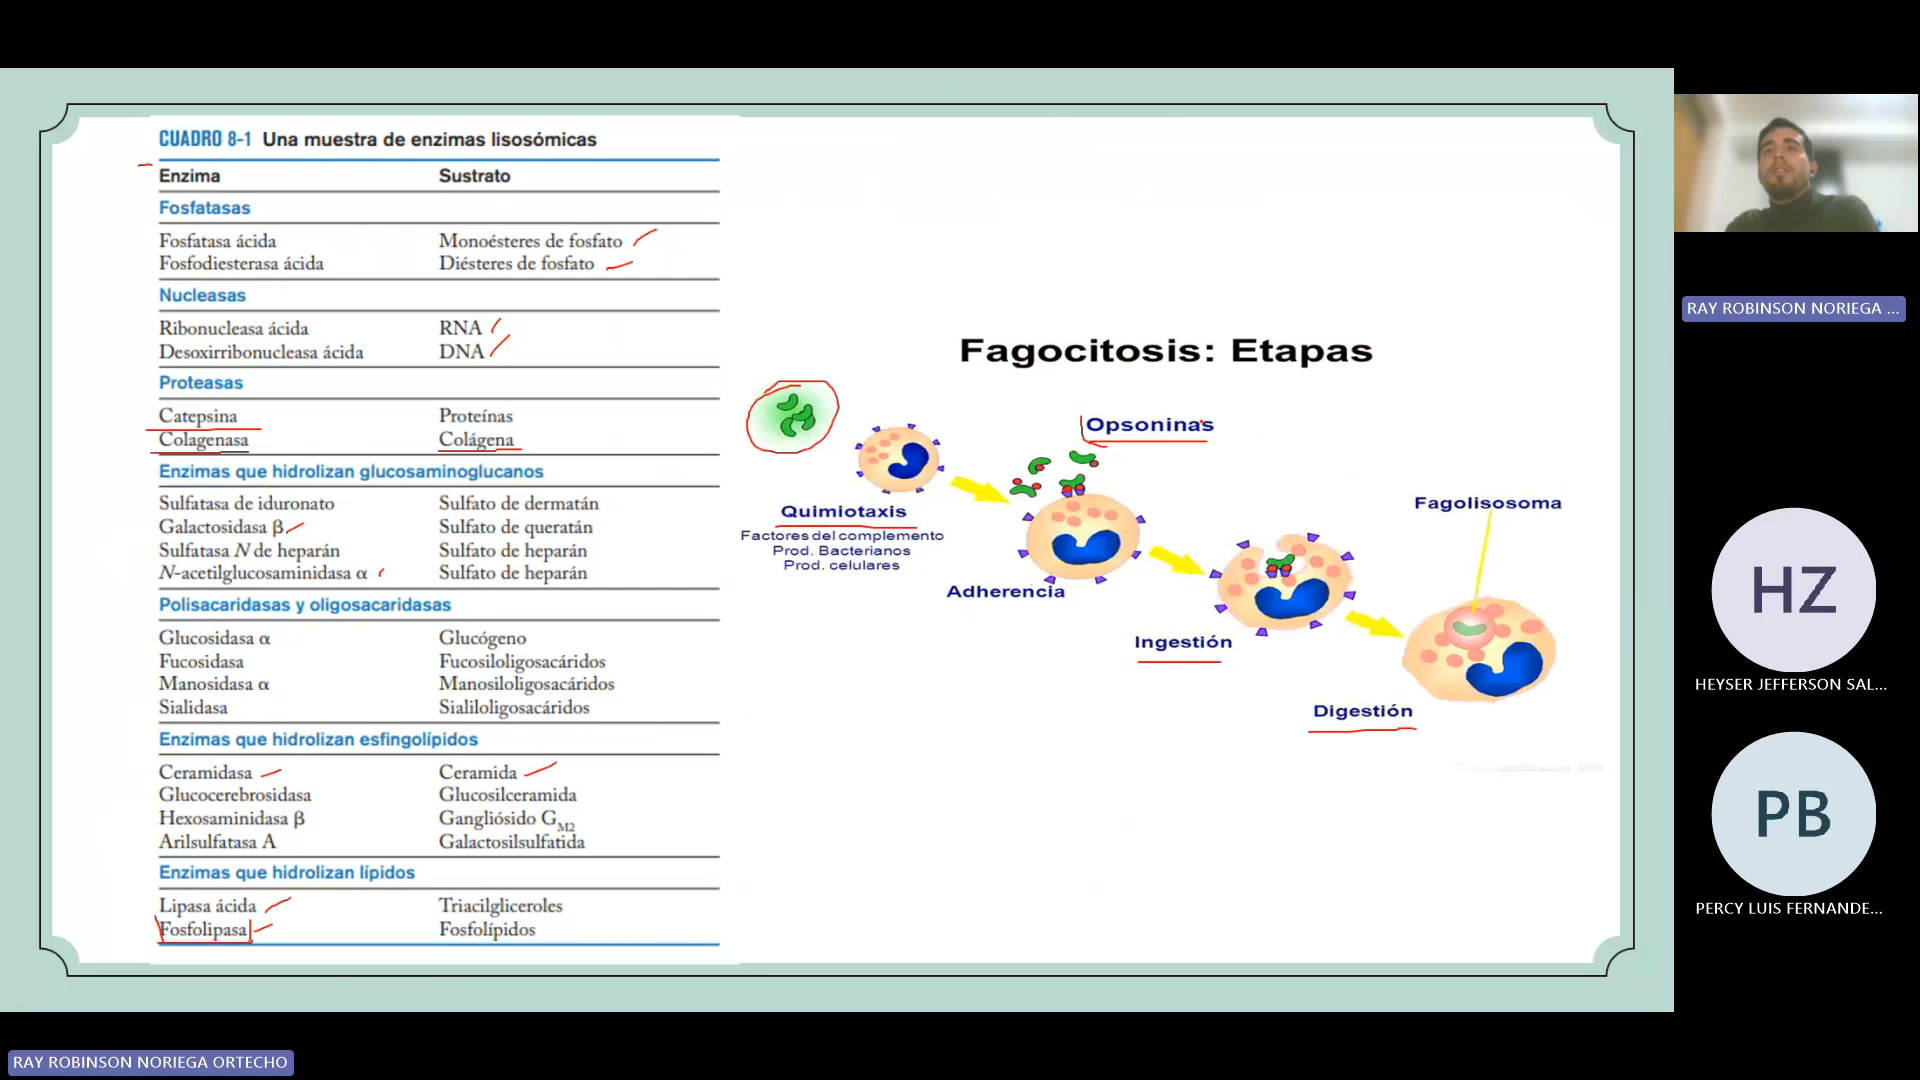 CUADRO 8-1 Una muestra de enzimas lisosómicas
Enzima Sustrato
Fosfatasas
Fosfatasa ácida Monoésteres de fosfato
Fosfodiesterasa ácida Diésteres de fosfato
Nucleasas
Ribonucleasa ácida RNA
Desoxirribonucleasa ácida DNA
Proteasas
Catepsina Proteínas
Colagenasa Colágena
Enzimas que hidrolizan glucosaminoglucanos
Sulfatasa de iduronato Sulfato de dermatán
Galactosidasa β Sulfato de queratán
Sulfatasa N de heparán Sulfato de heparán
N-acetilglucosaminidasa α Sulfato de heparán
Polisacaridasas y oligosacaridasas
Glucosidasa α Glucógeno
Fucosidasa Fucosiloligosacáridos
Manosidasa α Manosiloligosacáridos
Sialidasa Sialiloligosacáridos
Enzimas que hidrolizan esfingolípidos
Ceramidasa Ceramida
Glucocerebrosidasa Glucosilceramida
Hexosaminidasa β Gangliósido GM2
Arilsulfatasa A Galactosilsulfatida
Enzimas que hidrolizan lípidos
Lipasa ácida Triacilgliceroles
Fosfolipasa Fosfolípidos
Fagocitosis: Etapas
Opsoninas
Quimiotaxis
Factores del complemento
Prod. Bacterianos
Prod. celulares
Adherencia
Ingestión
Fagolisosoma
Digestión
RAY ROBINSON NORIEGA ...
HZ
HEYSER JEFFERSON SAL...
PB
PERCY LUIS FERNANDE...
RAY ROBINSON NORIEGA ORTECHO